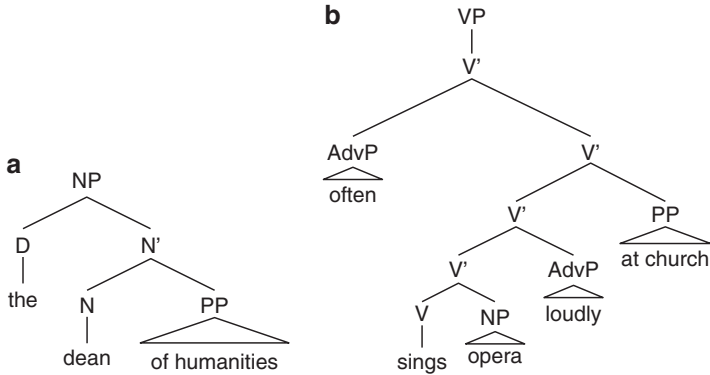 a
NP
D N'
the N PP
dean of humanities
b
VP
V'
AdvP V'
often
V' PP
at church
V' AdvP
loudly
V NP
sings opera